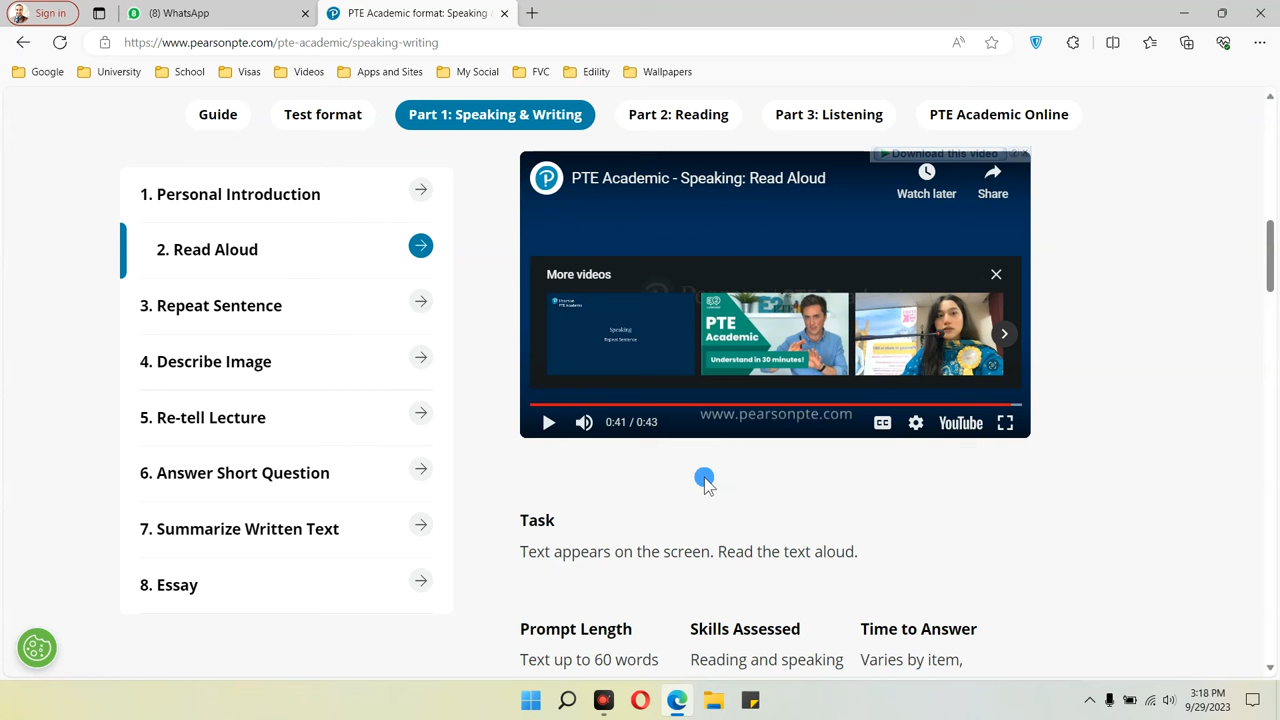 Sign in
(8) WhatsApp
PTE Academic format: Speaking
https://www.pearsonpte.com/pte-academic/speaking-writing
Google University School Visas Videos Apps and Sites My Social FVC Edility Wallpapers
Guide Test format Part 1: Speaking & Writing Part 2: Reading Part 3: Listening PTE Academic Online
1. Personal Introduction
2. Read Aloud
3. Repeat Sentence
4. Describe Image
5. Re-tell Lecture
6. Answer Short Question
7. Summarize Written Text
8. Essay
Download this video
PTE Academic - Speaking: Read Aloud
Watch later
Share
More videos
Speaking
Repeat Sentence
E2
PTE
Academic
Understand in 30 minutes!
www.pearsonpte.com
0:41 / 0:43
CC
YouTube
Task
Text appears on the screen. Read the text aloud.
Prompt Length Skills Assessed Time to Answer
Text up to 60 words Reading and speaking Varies by item,
3:18 PM
9/29/2023